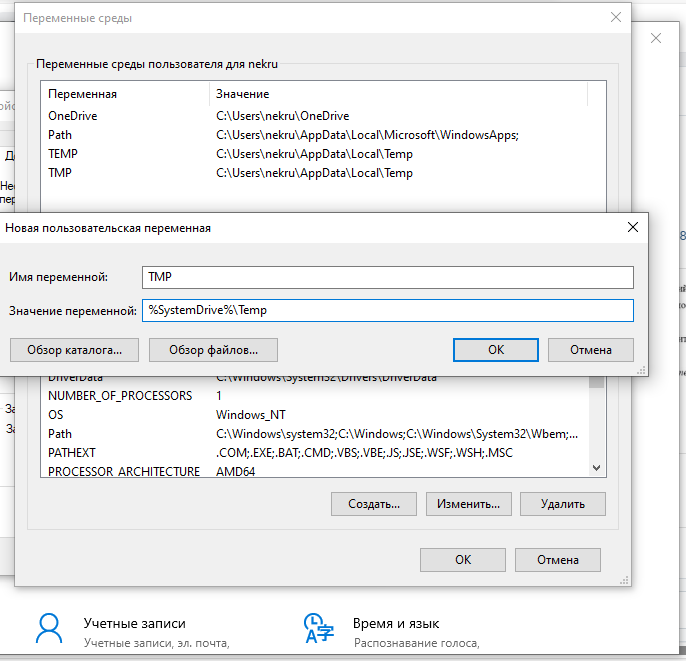 Переменные среды
Переменные среды пользователя для nekru
Переменная Значение
OneDrive C:\Users\nekru\OneDrive
Path C:\Users\nekru\AppData\Local\Microsoft\WindowsApps;
TEMP C:\Users\nekru\AppData\Local\Temp
TMP C:\Users\nekru\AppData\Local\Temp
Новая пользовательская переменная
Имя переменной: TMP
Значение переменной: %SystemDrive%\Temp
Обзор каталога... Обзор файлов... ОК Отмена
DriverData C:\Windows\System32\Drivers\DriverData
NUMBER_OF_PROCESSORS 1
OS Windows_NT
Path C:\Windows\system32;C:\Windows;C:\Windows\System32\Wbem;...
PATHEXT .COM;.EXE;.BAT;.CMD;.VBS;.VBE;.JS;.JSE;.WSF;.WSH;.MSC
PROCESSOR_ARCHITECTURE AMD64
Создать... Изменить... Удалить
ОК Отмена
Учетные записи Время и язык
Учетные записи, эл. почта, Распознавание голоса,